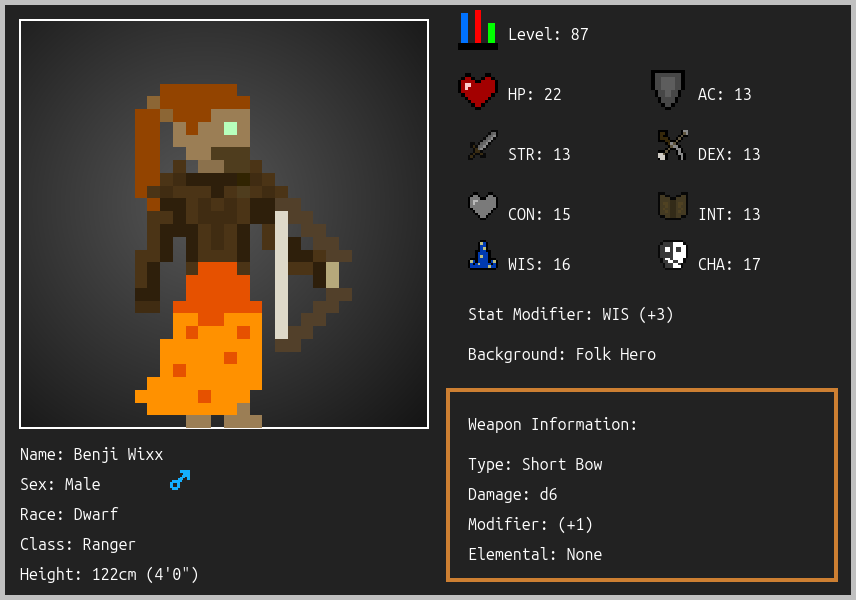 Level: 87
HP: 22
AC: 13
STR: 13
DEX: 13
CON: 15
INT: 13
WIS: 16
CHA: 17
Stat Modifier: WIS (+3)
Background: Folk Hero
Weapon Information:
Type: Short Bow
Damage: d6
Modifier: (+1)
Elemental: None
Name: Benji Wixx
Sex: Male
Race: Dwarf
Class: Ranger
Height: 122cm (4'0")